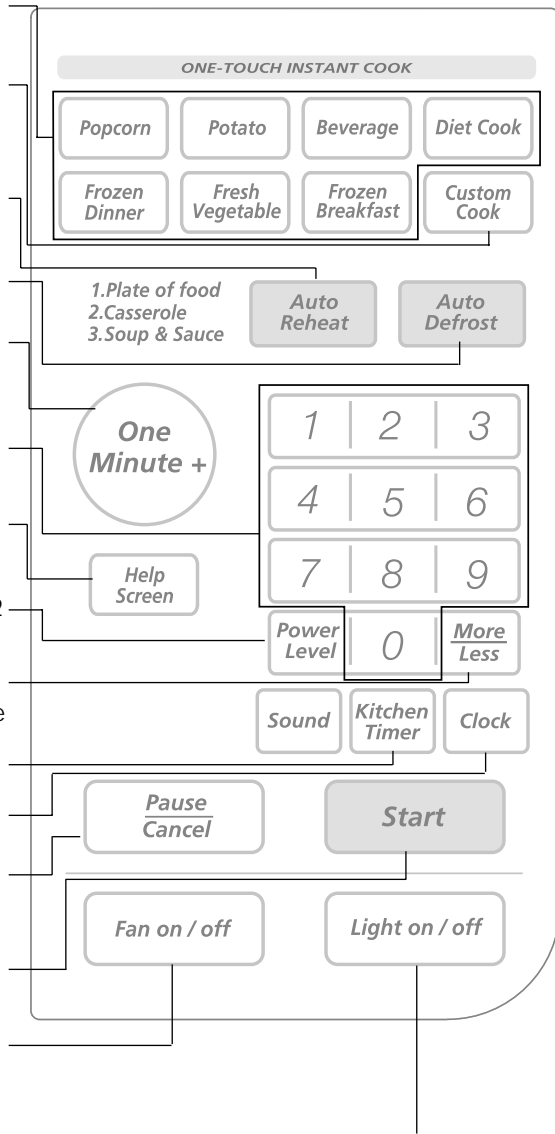 ONE-TOUCH INSTANT COOK
Popcorn
Potato
Beverage
Diet Cook
Frozen
Dinner
Fresh
Vegetable
Frozen
Breakfast
Custom
Cook
1.Plate of food
2.Casserole
3.Soup & Sauce
Auto
Reheat
Auto
Defrost
One
Minute +
1 2 3
4 5 6
7 8 9
Help
Screen
2
Power
Level
0
More
Less
e
Sound
Kitchen
Timer
Clock
Pause
Cancel
Start
Fan on / off
Light on / off